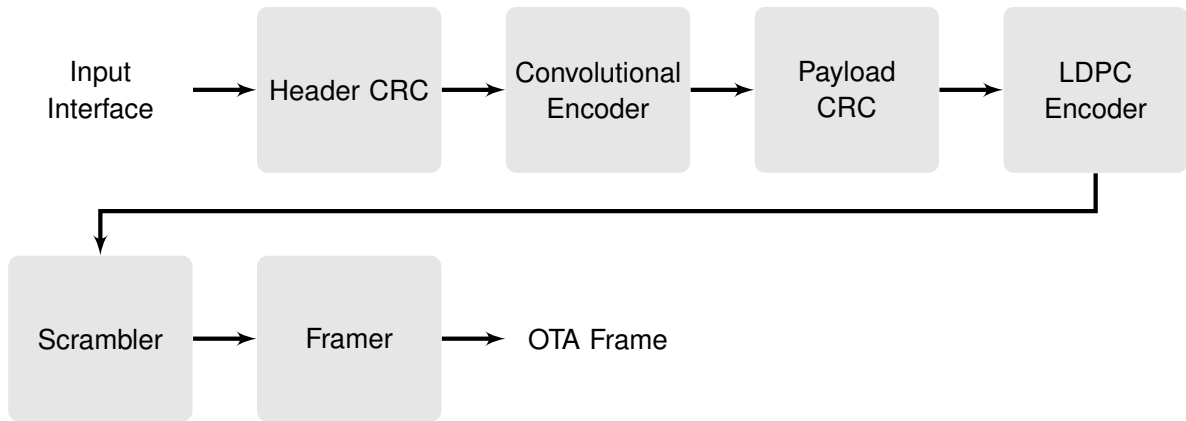 Input
Interface
Header CRC
Convolutional
Encoder
Payload
CRC
LDPC
Encoder
Scrambler
Framer
OTA Frame